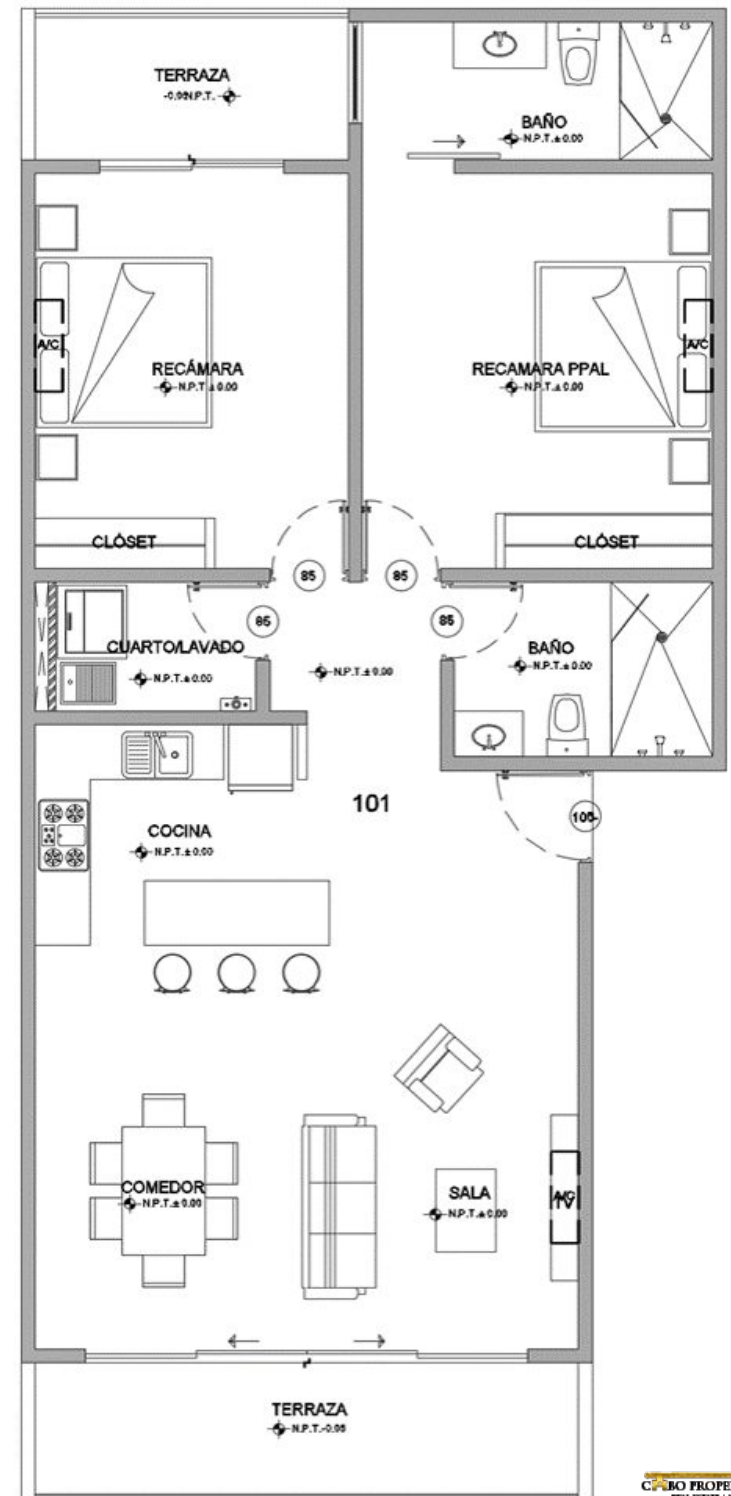 TERRAZA
-0.05N.P.T.
BAÑO
N.P.T.±0.00
A/C
RECÁMARA
N.P.T.±0.00
RECAMARA PPAL
N.P.T.±0.00
A/C
CLÓSET
CLÓSET
85
85
85
85
CUARTO/LAVADO
N.P.T.±0.00
N.P.T.±0.00
BAÑO
N.P.T.±0.00
101
COCINA
N.P.T.±0.00
105
COMEDOR
N.P.T.±0.00
SALA
N.P.T.±0.00
A/C
TV
TERRAZA
N.P.T.-0.05